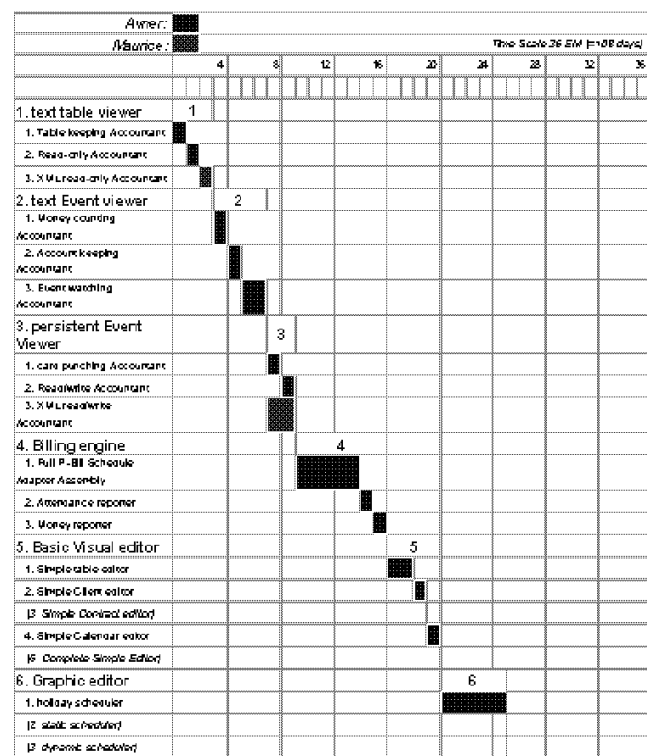 Avner:
Maurice:
Time Scale 36 EM (=108 days)
4 8 12 16 20 24 28 32 36
1. text table viewer 1
1. Table keeping Accountant
2. Read-only Accountant
3. XML read-only Accountant
2. text Event viewer 2
1. Money counting
Accountant
2. Account keeping
Accountant
3. Event watching
Accountant
3. persistent Event
Viewer 3
1. card punching Accountant
2. Read/write Accountant
3. XML read/write
Accountant
4. Billing engine 4
1. Full P-Bill Schedule
Adapter Assembly
2. Attendance reporter
3. Money reporter
5. Basic Visual editor 5
1. Simple table editor
2. Simple Client editor
(3 Simple Contract editor)
4. Simple Calendar editor
(5 Complete Simple Editor)
6. Graphic editor 6
1. holiday scheduler
(2 static scheduler)
(3 dynamic scheduler)